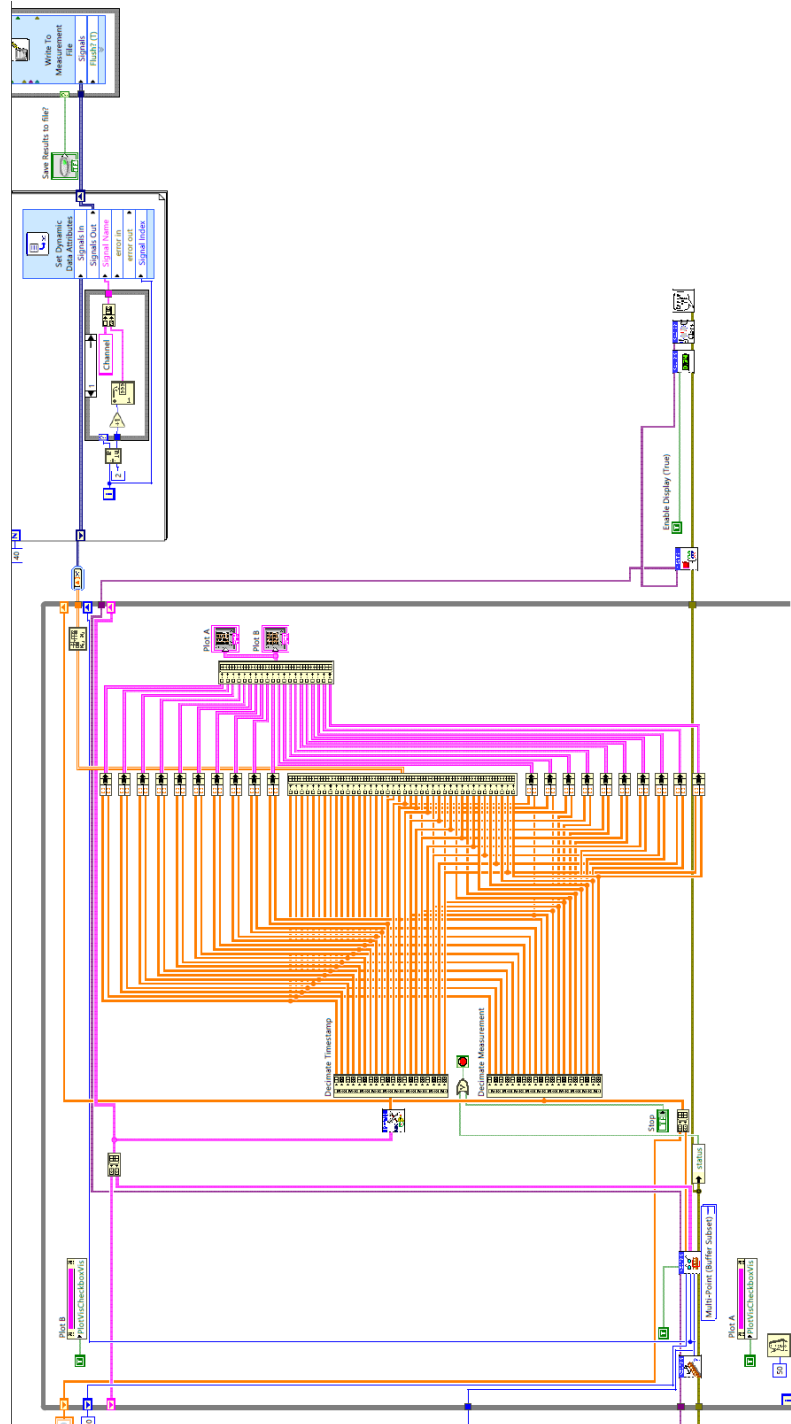 Plot B
PlotVisCheckboxVis
Plot A
PlotVisCheckboxVis
50
i
Multi-Point (Buffer Subset)
status
Stop
Decimate Timestamp
Decimate Measurement
Plot A
Plot B
Enable Display (True)
40
N
i
2
1
Channel
Set Dynamic
Data Attributes
Signals In
Signals Out
Signal Name
error in
error out
Signal Index
Save Results to file?
Write To
Measurement
File
Signals
Flush? (T)